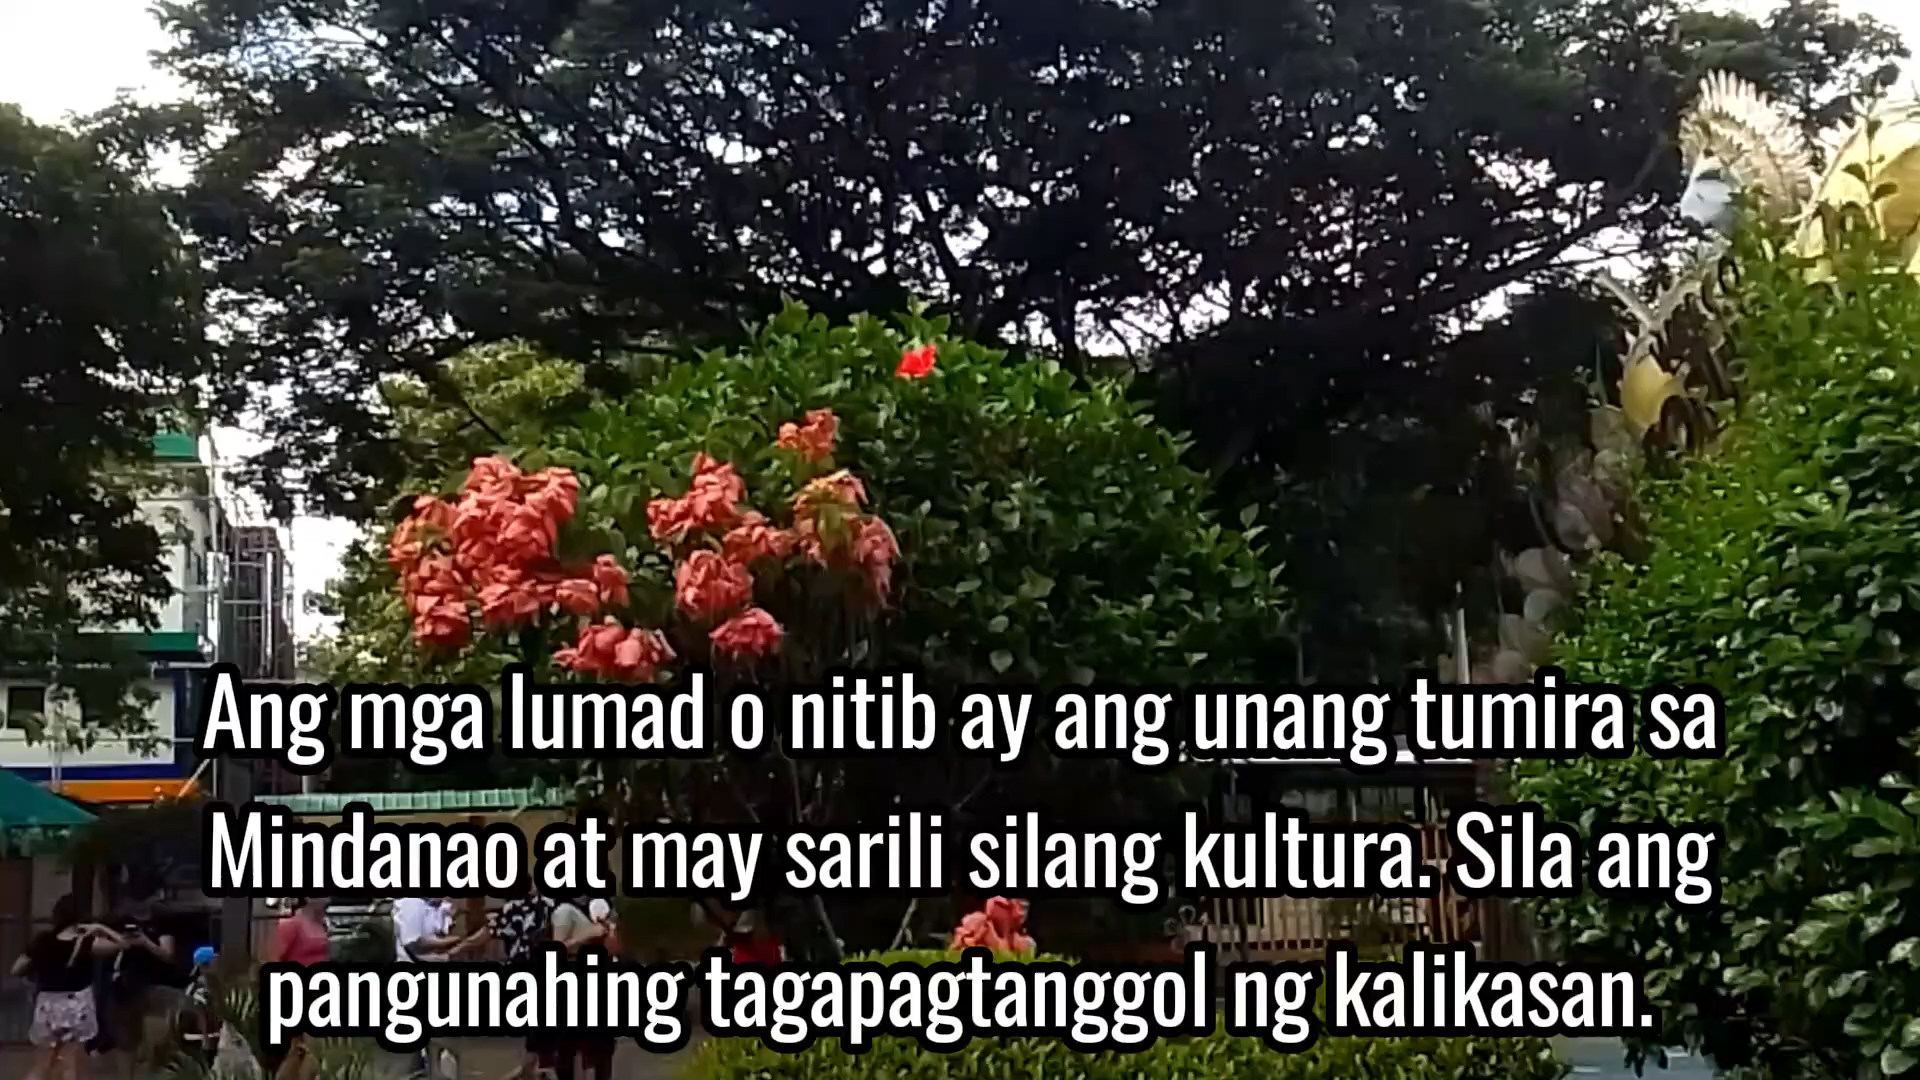 Ang mga lumad o nitib ay ang unang tumira sa
Mindanao at may sarili silang kultura. Sila ang
pangunahing tagapagtanggol ng kalikasan.